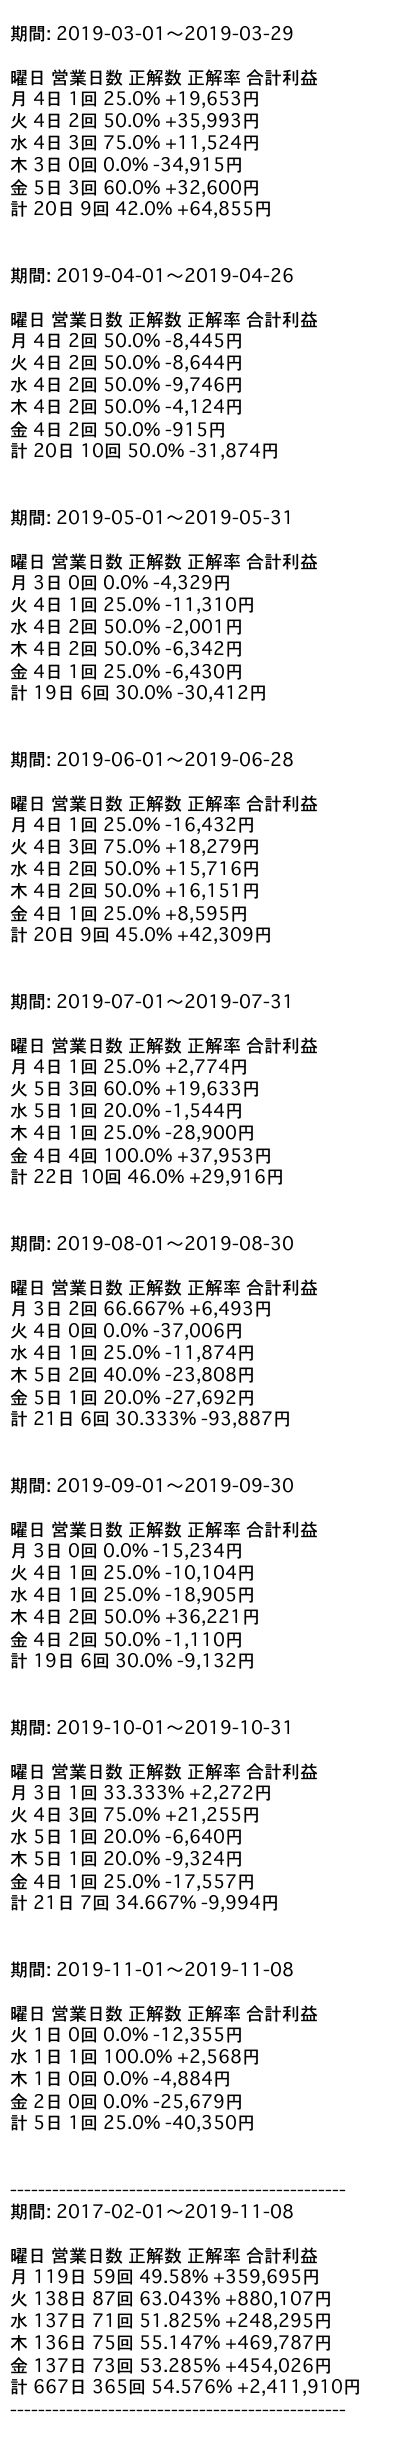 期間: 2019-03-01〜2019-03-29
曜日 営業日数 正解数 正解率 合計利益
月 4日 1回 25.0% +19,653円
火 4日 2回 50.0% +35,993円
水 4日 3回 75.0% +11,524円
木 3日 0回 0.0% -34,915円
金 5日 3回 60.0% +32,600円
計 20日 9回 42.0% +64,855円
期間: 2019-04-01〜2019-04-26
曜日 営業日数 正解数 正解率 合計利益
月 4日 2回 50.0% -8,445円
火 4日 2回 50.0% -8,644円
水 4日 2回 50.0% -9,746円
木 4日 2回 50.0% -4,124円
金 4日 2回 50.0% -915円
計 20日 10回 50.0% -31,874円
期間: 2019-05-01〜2019-05-31
曜日 営業日数 正解数 正解率 合計利益
月 3日 0回 0.0% -4,329円
火 4日 1回 25.0% -11,310円
水 4日 2回 50.0% -2,001円
木 4日 2回 50.0% -6,342円
金 4日 1回 25.0% -6,430円
計 19日 6回 30.0% -30,412円
期間: 2019-06-01〜2019-06-28
曜日 営業日数 正解数 正解率 合計利益
月 4日 1回 25.0% -16,432円
火 4日 3回 75.0% +18,279円
水 4日 2回 50.0% +15,716円
木 4日 2回 50.0% +16,151円
金 4日 1回 25.0% +8,595円
計 20日 9回 45.0% +42,309円
期間: 2019-07-01〜2019-07-31
曜日 営業日数 正解数 正解率 合計利益
月 4日 1回 25.0% +2,774円
火 5日 3回 60.0% +19,633円
水 5日 1回 20.0% -1,544円
木 4日 1回 25.0% -28,900円
金 4日 4回 100.0% +37,953円
計 22日 10回 46.0% +29,916円
期間: 2019-08-01〜2019-08-30
曜日 営業日数 正解数 正解率 合計利益
月 3日 2回 66.667% +6,493円
火 4日 0回 0.0% -37,006円
水 4日 1回 25.0% -11,874円
木 5日 2回 40.0% -23,808円
金 5日 1回 20.0% -27,692円
計 21日 6回 30.333% -93,887円
期間: 2019-09-01〜2019-09-30
曜日 営業日数 正解数 正解率 合計利益
月 3日 0回 0.0% -15,234円
火 4日 1回 25.0% -10,104円
水 4日 1回 25.0% -18,905円
木 4日 2回 50.0% +36,221円
金 4日 2回 50.0% -1,110円
計 19日 6回 30.0% -9,132円
期間: 2019-10-01〜2019-10-31
曜日 営業日数 正解数 正解率 合計利益
月 3日 1回 33.333% +2,272円
火 4日 3回 75.0% +21,255円
水 5日 1回 20.0% -6,640円
木 5日 1回 20.0% -9,324円
金 4日 1回 25.0% -17,557円
計 21日 7回 34.667% -9,994円
期間: 2019-11-01〜2019-11-08
曜日 営業日数 正解数 正解率 合計利益
火 1日 0回 0.0% -12,355円
水 1日 1回 100.0% +2,568円
木 1日 0回 0.0% -4,884円
金 2日 0回 0.0% -25,679円
計 5日 1回 25.0% -40,350円
------------------------------------------------
期間: 2017-02-01〜2019-11-08
曜日 営業日数 正解数 正解率 合計利益
月 119日 59回 49.58% +359,695円
火 138日 87回 63.043% +880,107円
水 137日 71回 51.825% +248,295円
木 136日 75回 55.147% +469,787円
金 137日 73回 53.285% +454,026円
計 667日 365回 54.576% +2,411,910円
------------------------------------------------